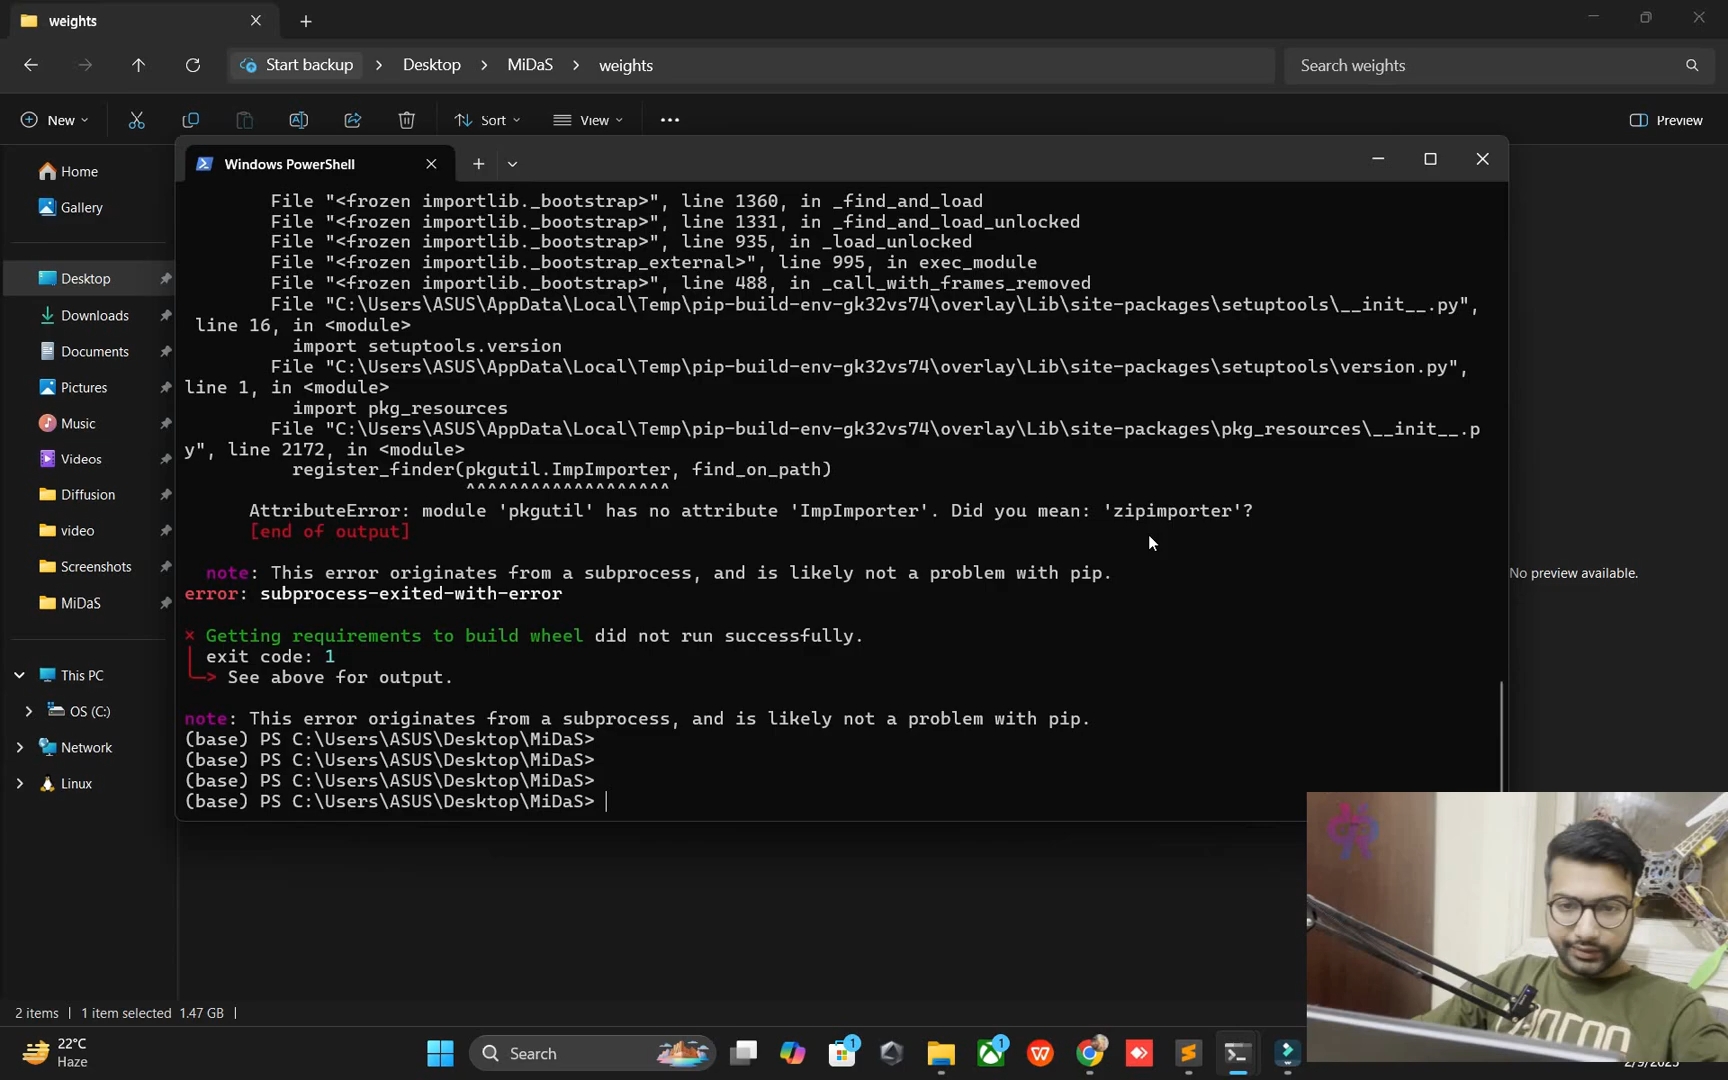 weights
Start backup > Desktop > MiDaS > weights
Search weights
New
Sort
View
Preview
Home
Gallery
Desktop
Downloads
Documents
Pictures
Music
Videos
Diffusion
video
Screenshots
MiDaS
This PC
OS (C:)
Network
Linux
Windows PowerShell
File "<frozen importlib._bootstrap>", line 1360, in _find_and_load
File "<frozen importlib._bootstrap>", line 1331, in _find_and_load_unlocked
File "<frozen importlib._bootstrap>", line 935, in _load_unlocked
File "<frozen importlib._bootstrap_external>", line 995, in exec_module
File "<frozen importlib._bootstrap>", line 488, in _call_with_frames_removed
File "C:\Users\ASUS\AppData\Local\Temp\pip-build-env-gk32vs74\overlay\Lib\site-packages\setuptools\__init__.py",
line 16, in <module>
import setuptools.version
File "C:\Users\ASUS\AppData\Local\Temp\pip-build-env-gk32vs74\overlay\Lib\site-packages\setuptools\version.py",
line 1, in <module>
import pkg_resources
File "C:\Users\ASUS\AppData\Local\Temp\pip-build-env-gk32vs74\overlay\Lib\site-packages\pkg_resources\__init__.p
y", line 2172, in <module>
register_finder(pkgutil.ImpImporter, find_on_path)
^^^^^^^^^^^^^^^^^^^
AttributeError: module 'pkgutil' has no attribute 'ImpImporter'. Did you mean: 'zipimporter'?
[end of output]
note: This error originates from a subprocess, and is likely not a problem with pip.
error: subprocess-exited-with-error
× Getting requirements to build wheel did not run successfully.
│ exit code: 1
╰─> See above for output.
note: This error originates from a subprocess, and is likely not a problem with pip.
(base) PS C:\Users\ASUS\Desktop\MiDaS>
(base) PS C:\Users\ASUS\Desktop\MiDaS>
(base) PS C:\Users\ASUS\Desktop\MiDaS>
(base) PS C:\Users\ASUS\Desktop\MiDaS>
No preview available.
2 items | 1 item selected 1.47 GB |
22°C
Haze
Search
1
1